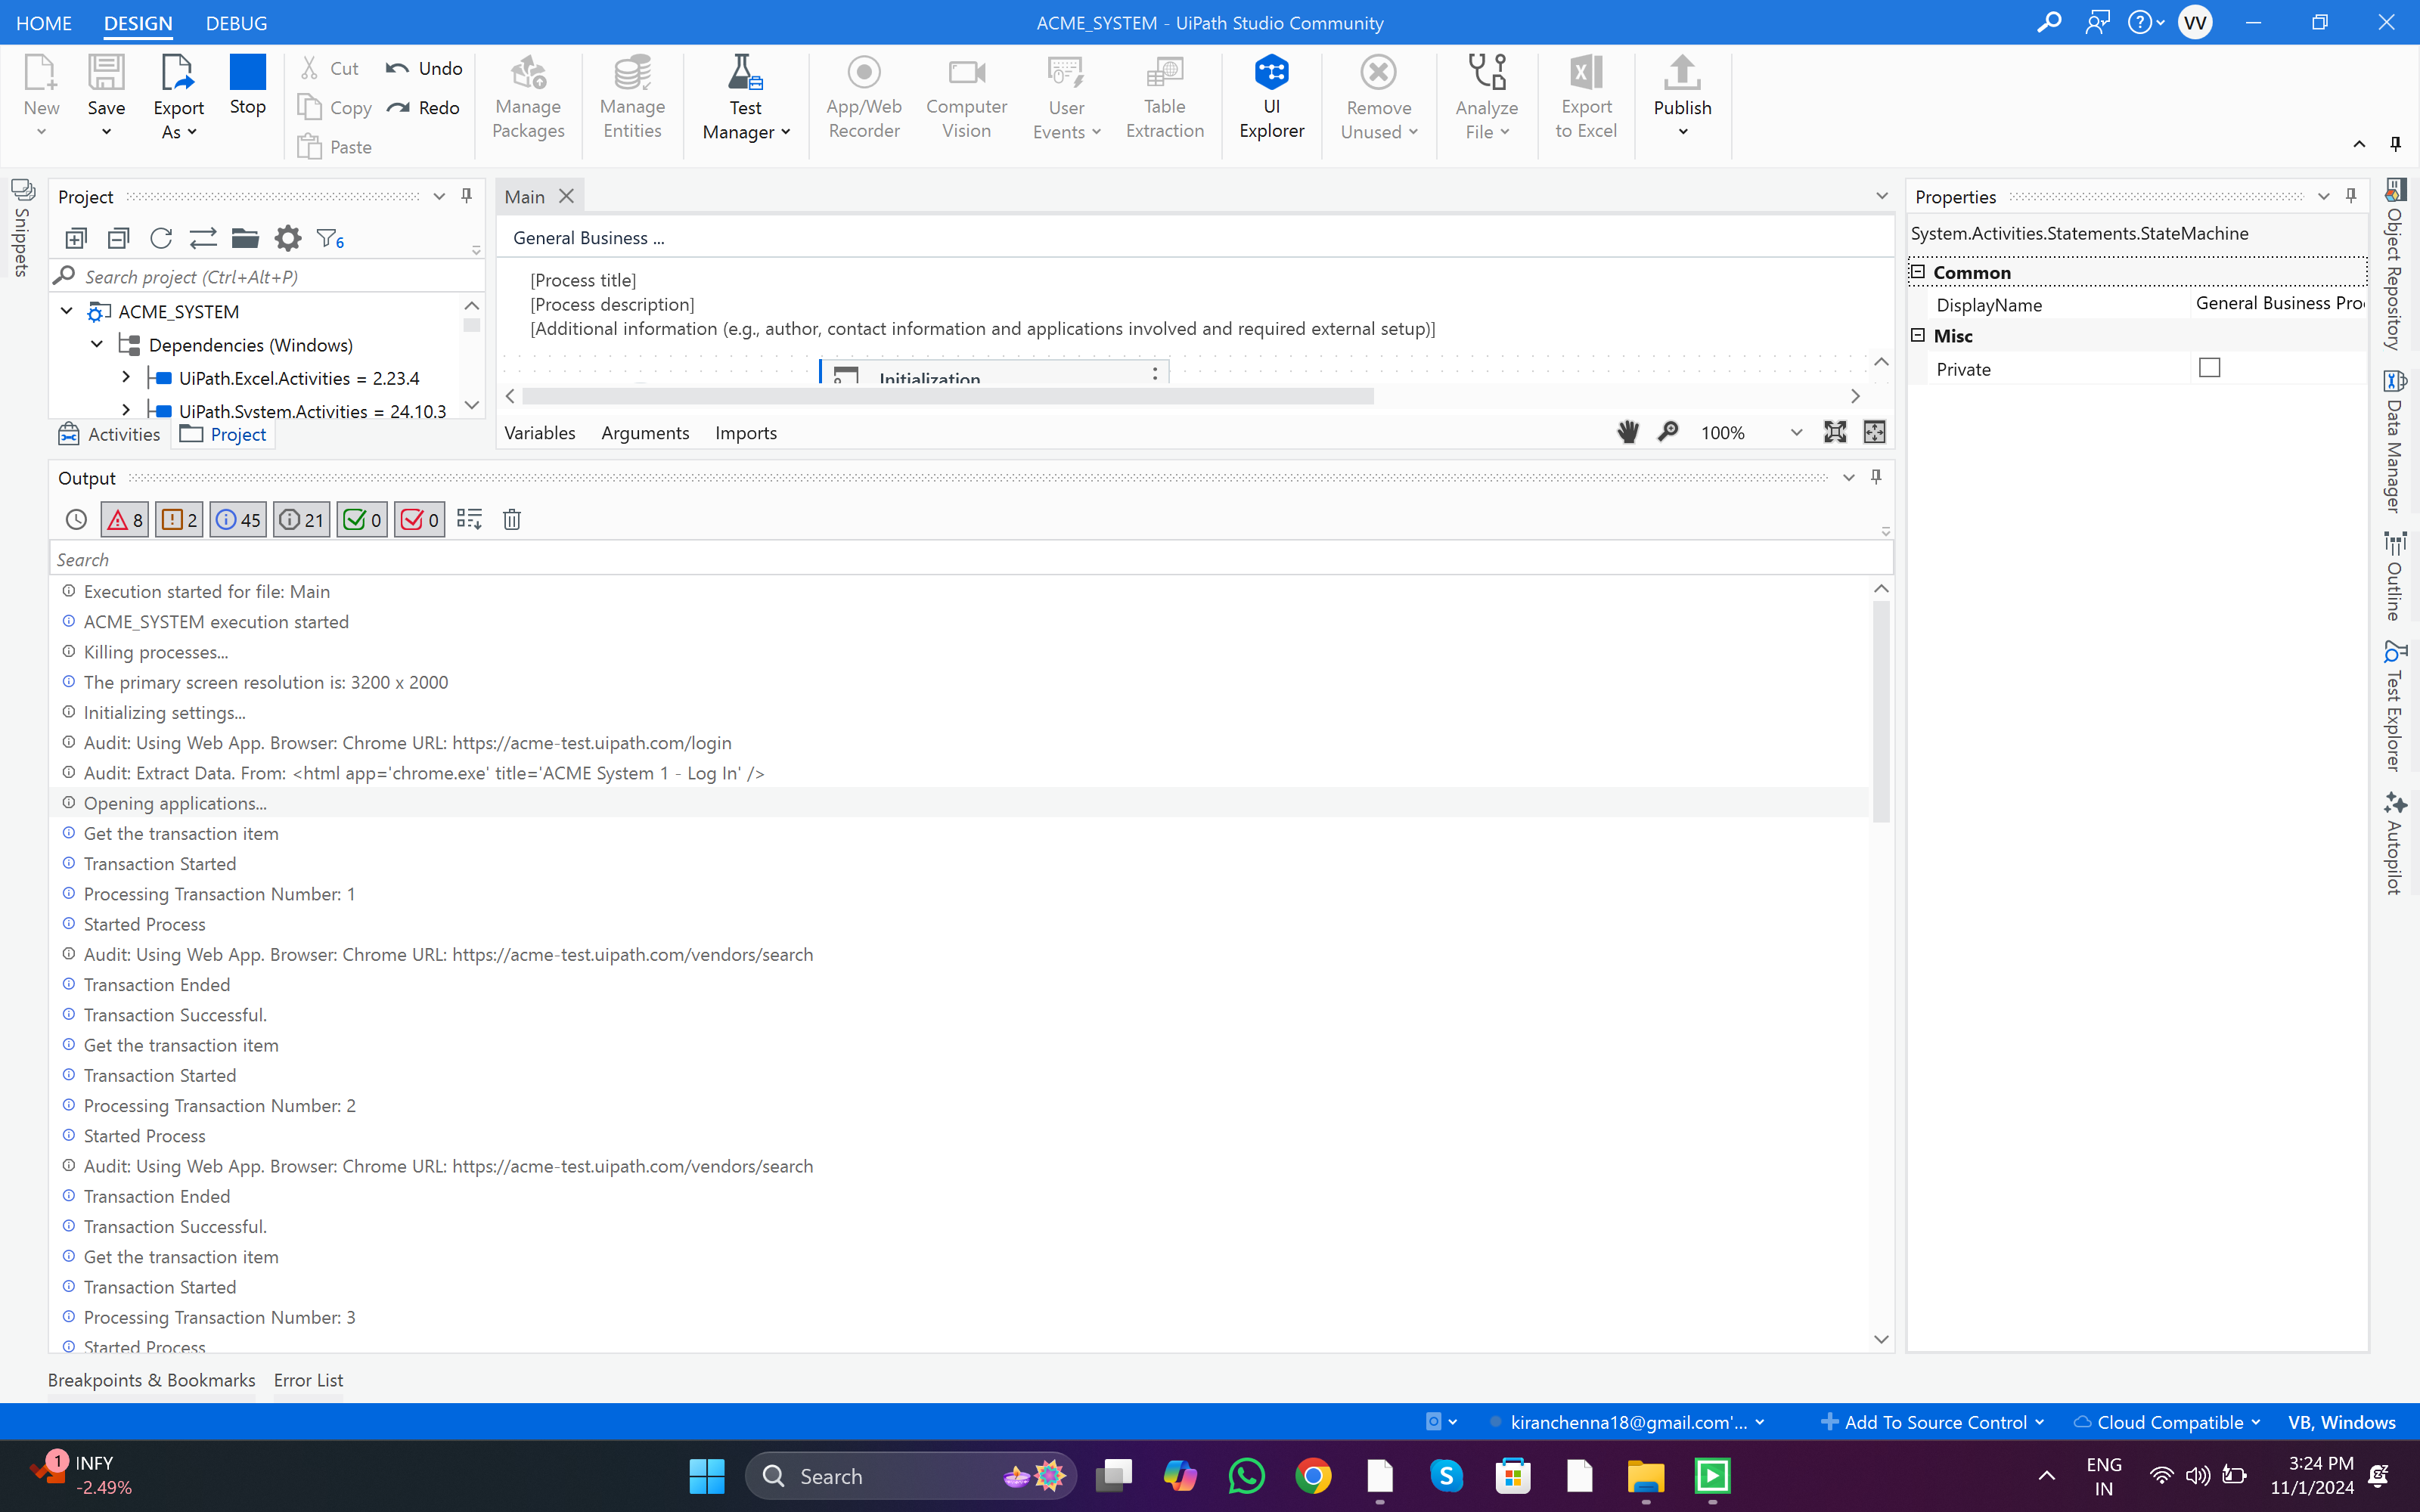 HOME DESIGN DEBUG
ACME_SYSTEM - UiPath Studio Community
VV
New
Save
Export
As
Stop
Cut
Copy
Paste
Undo
Redo
Manage
Packages
Manage
Entities
Test
Manager
App/Web
Recorder
Computer
Vision
User
Events
Table
Extraction
UI
Explorer
Remove
Unused
Analyze
File
Export
to Excel
Publish
Snippets
Project
6
Search project (Ctrl+Alt+P)
ACME_SYSTEM
Dependencies (Windows)
UiPath.Excel.Activities = 2.23.4
UiPath.System.Activities = 24.10.3
Activities Project
Main
General Business ...
[Process title]
[Process description]
[Additional information (e.g., author, contact information and applications involved and required external setup)]
Initialization
Variables Arguments Imports
100%
Properties
System.Activities.Statements.StateMachine
Common
DisplayName General Business Pro
Misc
Private
Object Repository
Data Manager
Outline
Test Explorer
Autopilot
Output
8 2 45 21 0 0
Search
Execution started for file: Main
ACME_SYSTEM execution started
Killing processes...
The primary screen resolution is: 3200 x 2000
Initializing settings...
Audit: Using Web App. Browser: Chrome URL: https://acme-test.uipath.com/login
Audit: Extract Data. From: <html app='chrome.exe' title='ACME System 1 - Log In' />
Opening applications...
Get the transaction item
Transaction Started
Processing Transaction Number: 1
Started Process
Audit: Using Web App. Browser: Chrome URL: https://acme-test.uipath.com/vendors/search
Transaction Ended
Transaction Successful.
Get the transaction item
Transaction Started
Processing Transaction Number: 2
Started Process
Audit: Using Web App. Browser: Chrome URL: https://acme-test.uipath.com/vendors/search
Transaction Ended
Transaction Successful.
Get the transaction item
Transaction Started
Processing Transaction Number: 3
Started Process
Breakpoints & Bookmarks Error List
kiranchenna18@gmail.com'... Add To Source Control Cloud Compatible VB, Windows
1
INFY
-2.49%
Search
ENG
IN
3:24 PM
11/1/2024